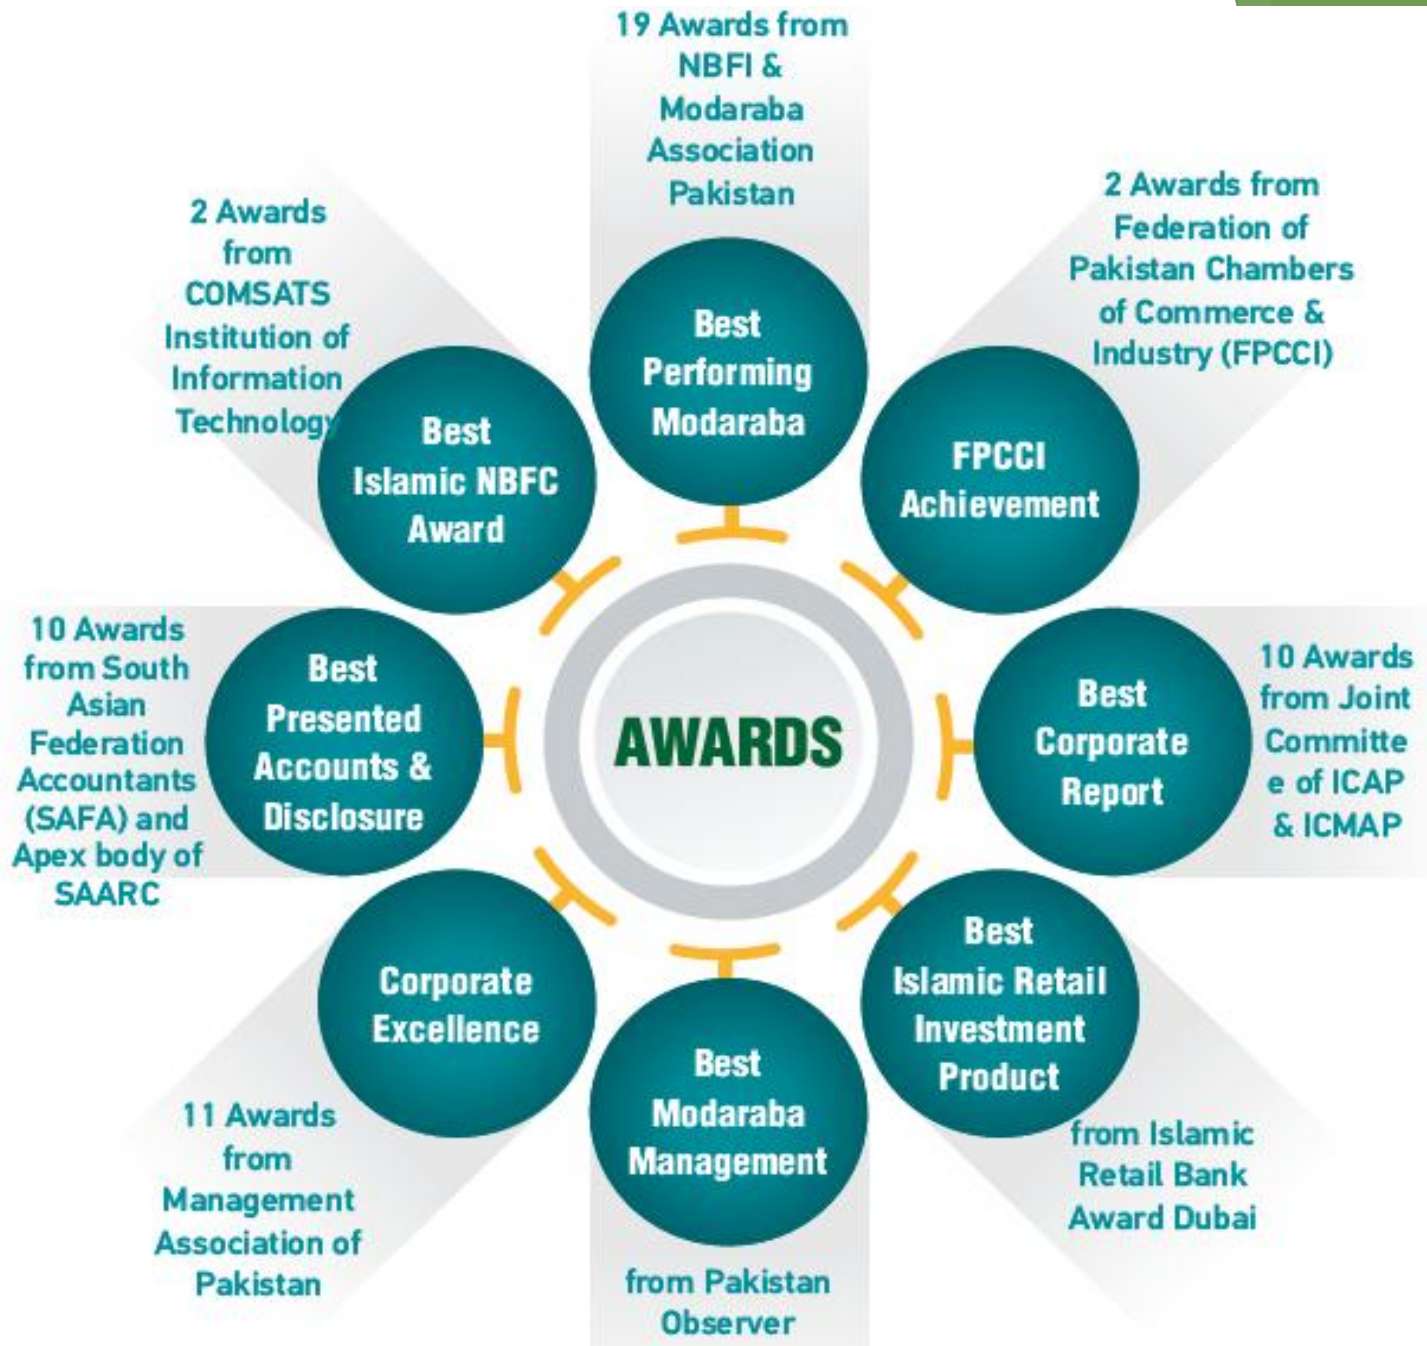 19 Awards from
NBFI &
Modaraba
Association
Pakistan
Best
Performing
Modaraba
2 Awards from
Federation of
Pakistan Chambers
of Commerce &
Industry (FPCCI)
FPCCI
Achievement
10 Awards
from Joint
Committe
e of ICAP
& ICMAP
Best
Corporate
Report
Best
Islamic Retail
Investment
Product
from Islamic
Retail Bank
Award Dubai
Best
Modaraba
Management
from Pakistan
Observer
Corporate
Excellence
11 Awards
from
Management
Association of
Pakistan
10 Awards
from South
Asian
Federation
Accountants
(SAFA) and
Apex body of
SAARC
Best
Presented
Accounts &
Disclosure
2 Awards
from
COMSATS
Institution of
Information
Technology
Best
Islamic NBFC
Award
AWARDS